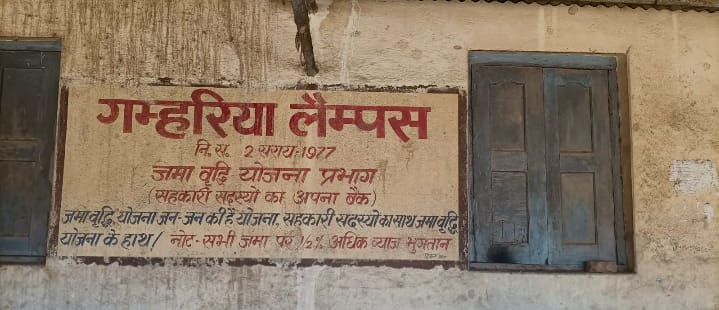 गम्हरिया लैम्पस
नि. सं. 2 सराय-1977
जमा वृद्धि योजना प्रभाग
(सहकारी सदस्यों का अपना बैंक)
जमा वृद्धि योजना जन-जन की है योजना, सहकारी सदस्यो का साथ जमा वृद्धि
योजना के हाथ/ नोट- सभी जमा पर 1/2% अधिक ब्याज भुगतान